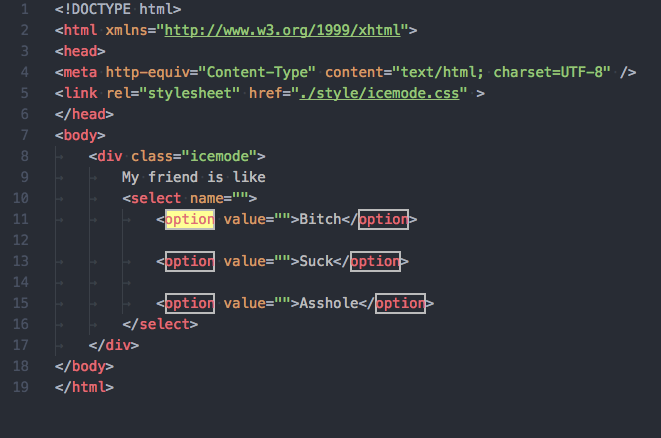 1 <!DOCTYPE html>
2 <html xmlns="http://www.w3.org/1999/xhtml">
3 <head>
4 <meta http-equiv="Content-Type" content="text/html; charset=UTF-8" />
5 <link rel="stylesheet" href="./style/icemode.css" >
6 </head>
7 <body>
8 <div class="icemode">
9 My friend is like
10 <select name="">
11 <option value="">Bitch</option>
12
13 <option value="">Suck</option>
14
15 <option value="">Asshole</option>
16 </select>
17 </div>
18 </body>
19 </html>